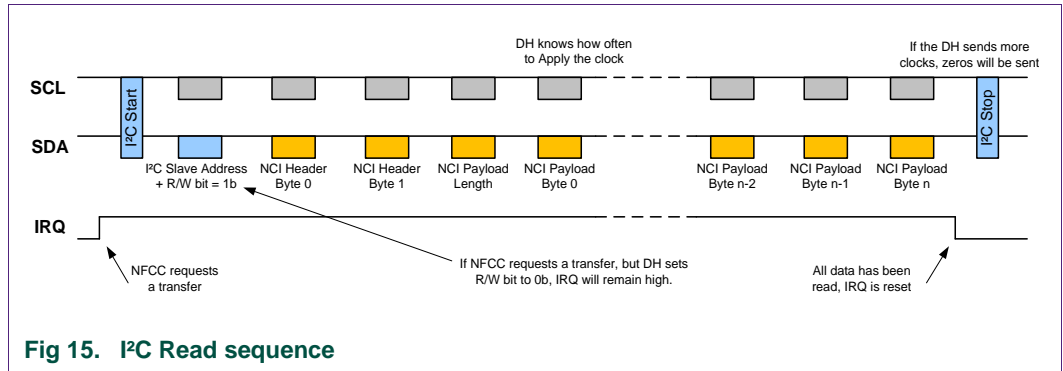 DH knows how often
to Apply the clock
If the DH sends more
clocks, zeros will be sent
SCL
I²C Start
I²C Stop
SDA
I²C Slave Address
+ R/W bit = 1b
NCI Header
Byte 0
NCI Header
Byte 1
NCI Payload
Length
NCI Payload
Byte 0
NCI Payload
Byte n-2
NCI Payload
Byte n-1
NCI Payload
Byte n
IRQ
NFCC requests
a transfer
If NFCC requests a transfer, but DH sets
R/W bit to 0b, IRQ will remain high.
All data has been
read, IRQ is reset
Fig 15. I²C Read sequence